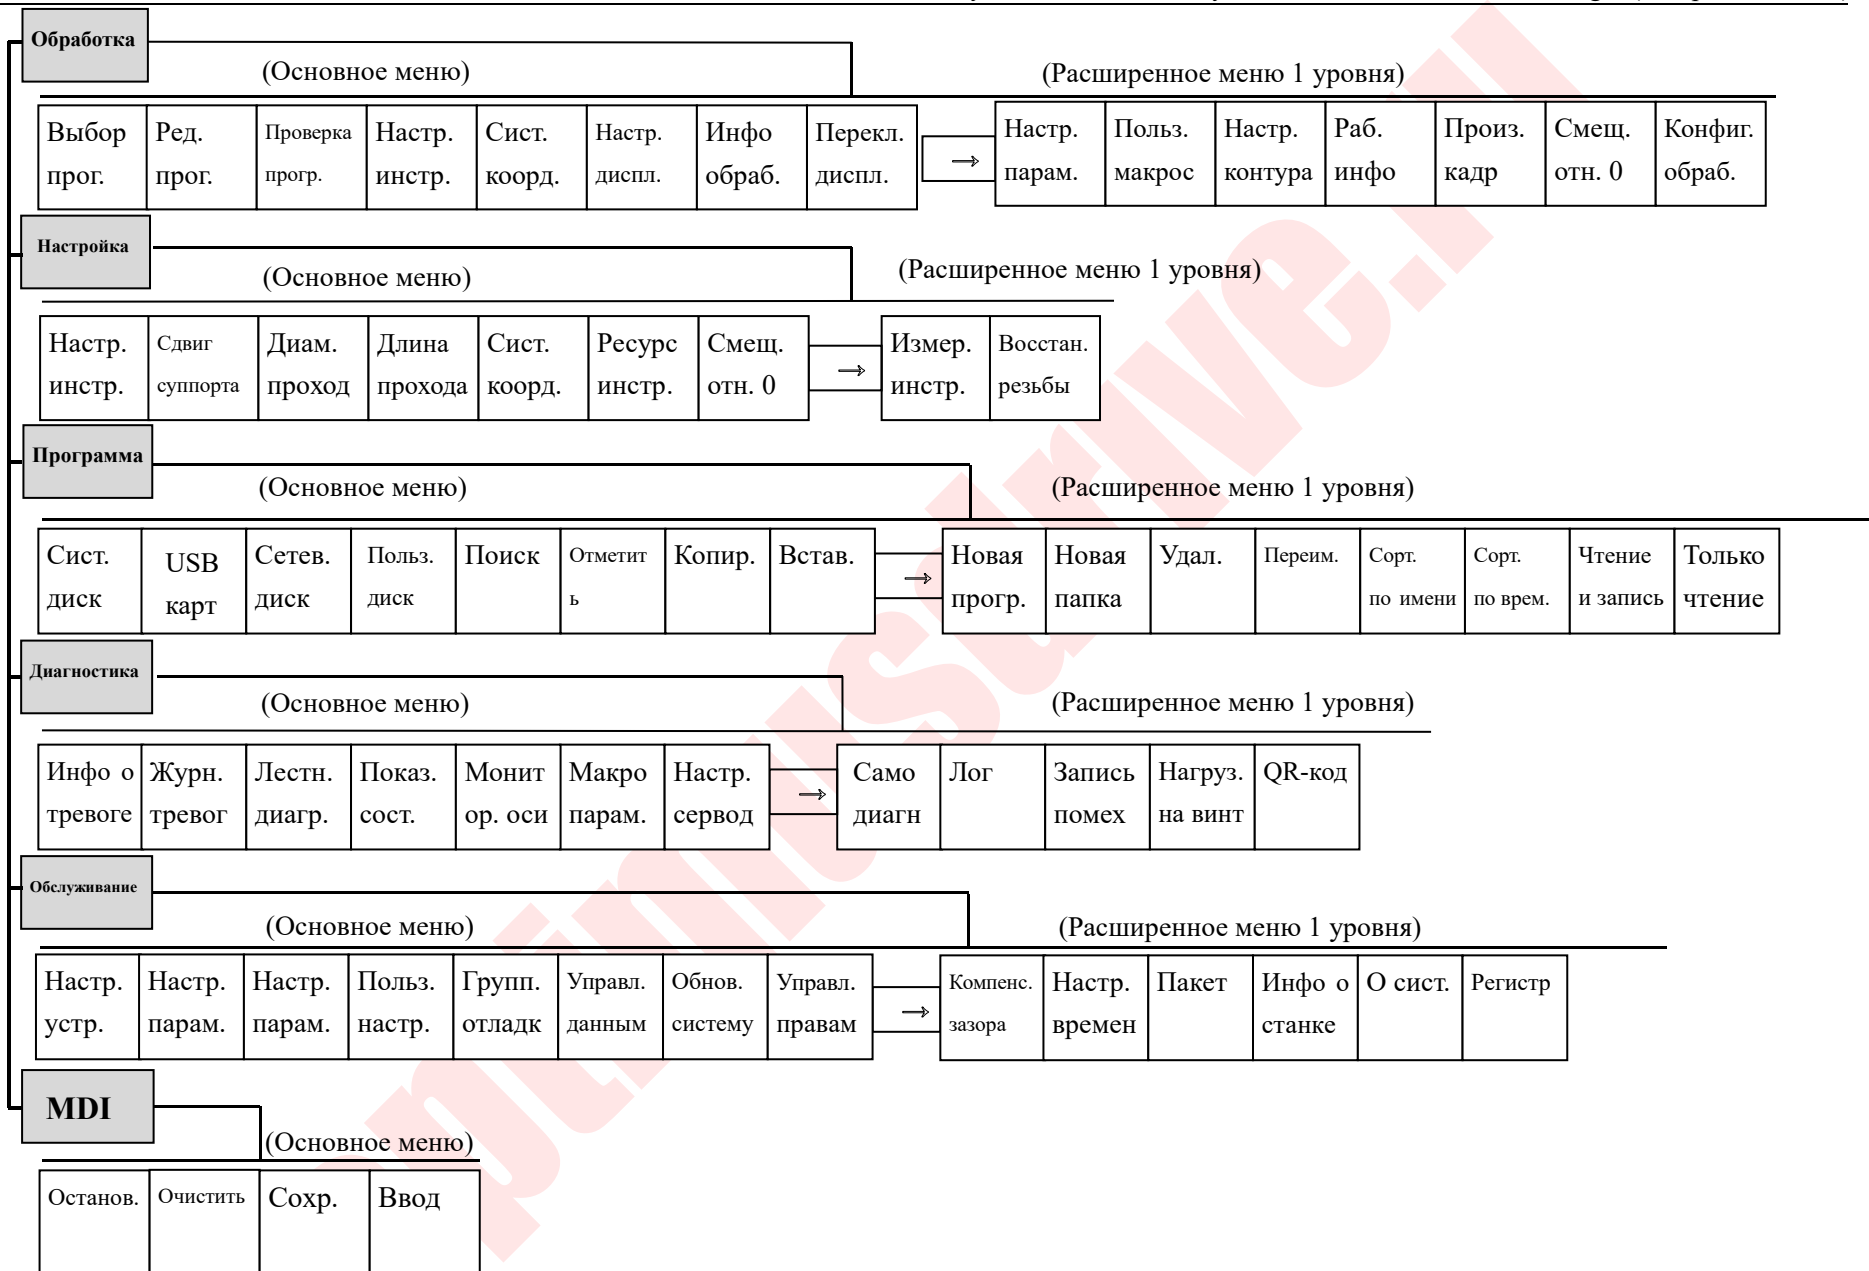 Обработка
(Основное меню)
(Расширенное меню 1 уровня)
Выбор Ред. Проверка Настр. Сист. Настр. Инфо Перекл. → Настр. Польз. Настр. Раб. Произ. Смещ. Конфиг.
прог. прог. прогр. инстр. коорд. диспл. обраб. диспл. парам. макрос контура инфо кадр отн. 0 обраб.
Настройка
(Основное меню)
(Расширенное меню 1 уровня)
Настр. Сдвиг Диам. Длина Сист. Ресурс Смещ. → Измер. Восстан.
инстр. суппорта проход прохода коорд. инстр. отн. 0 инстр. резьбы
Программа
(Основное меню)
(Расширенное меню 1 уровня)
Сист. USB Сетев. Польз. Поиск Отметит Копир. Встав. → Новая Новая Удал. Переим. Сорт. Сорт. Чтение Только
диск карт диск диск ь прогр. папка по имени по врем. и запись чтение
Диагностика
(Основное меню)
(Расширенное меню 1 уровня)
Инфо о Журн. Лестн. Показ. Монит Макро Настр. → Само Лог Запись Нагруз. QR-код
тревоге тревог диагр. сост. ор. оси парам. сервод диагн помех на винт
Обслуживание
(Основное меню)
(Расширенное меню 1 уровня)
Настр. Настр. Настр. Польз. Групп. Управл. Обнов. Управл. → Компенс. Настр. Пакет Инфо о О сист. Регистр
устр. парам. парам. настр. отладк данным систему правам зазора времен станке
MDI
(Основное меню)
Останов. Очистить Сохр. Ввод